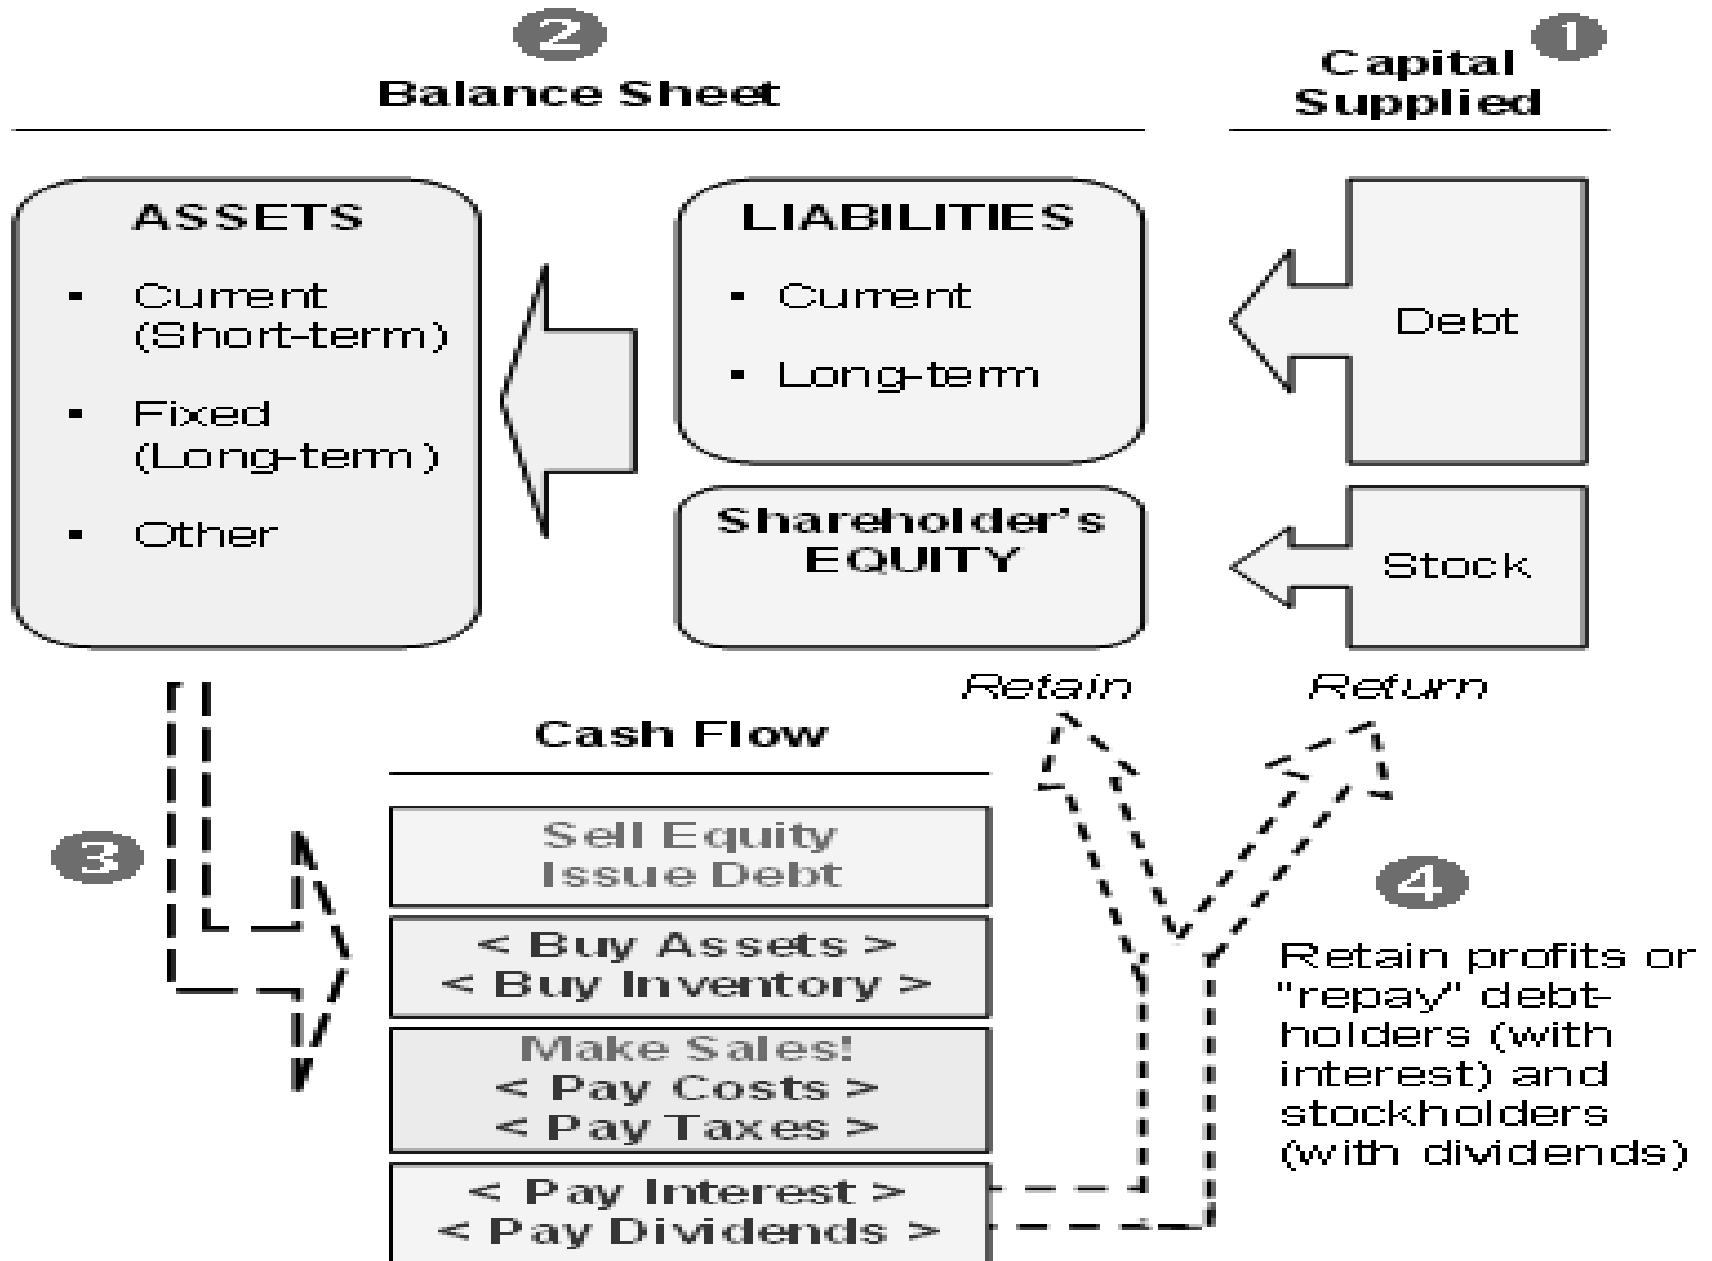 2
Balance Sheet
1
Capital
Supplied
ASSETS
▪ Current
(Short-term)
▪ Fixed
(Long-term)
▪ Other
LIABILITIES
▪ Current
▪ Long-term
Shareholder's
EQUITY
Debt
Stock
Retain
Return
Cash Flow
3
Sell Equity
Issue Debt
< Buy Assets >
< Buy Inventory >
Make Sales!
< Pay Costs >
< Pay Taxes >
< Pay Interest >
< Pay Dividends >
4
Retain profits or
"repay" debt-
holders (with
interest) and
stockholders
(with dividends)